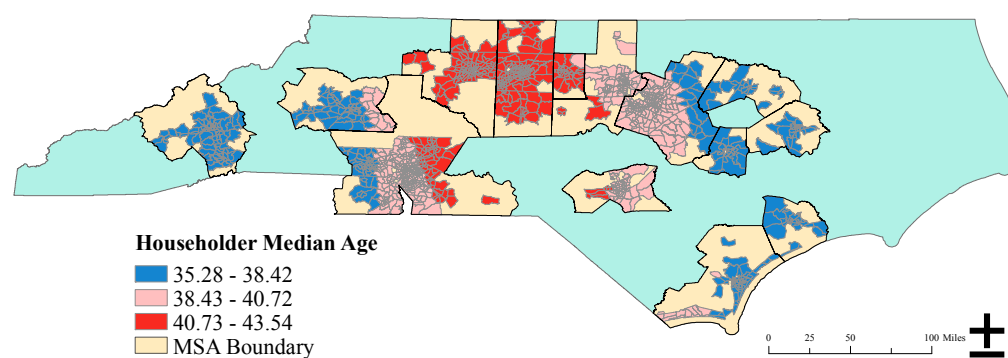 Householder Median Age
35.28 - 38.42
38.43 - 40.72
40.73 - 43.54
MSA Boundary
0 25 50 100 Miles